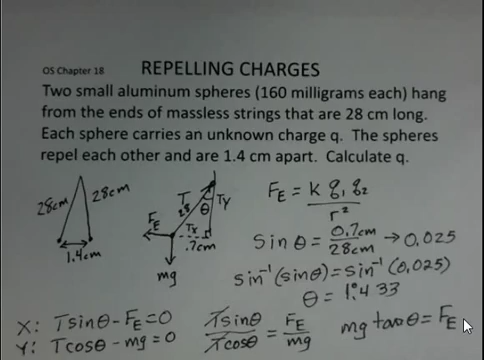 OS Chapter 18
REPELLING CHARGES
Two small aluminum spheres (160 milligrams each) hang
from the ends of massless strings that are 28 cm long.
Each sphere carries an unknown charge q. The spheres
repel each other and are 1.4 cm apart. Calculate q.
28cm
28cm
1.4cm
T
28
θ
Ty
FE
Tx
.7cm
mg
FE = K q1 q2 / r²
Sin θ = 0.7cm / 28cm → 0.025
sin⁻¹ (sinθ) = sin⁻¹ (0.025)
θ = 1.433°
X: Tsinθ - FE = 0
Y: Tcosθ - mg = 0
Tsinθ / Tcosθ = FE / mg
mg tanθ = FE